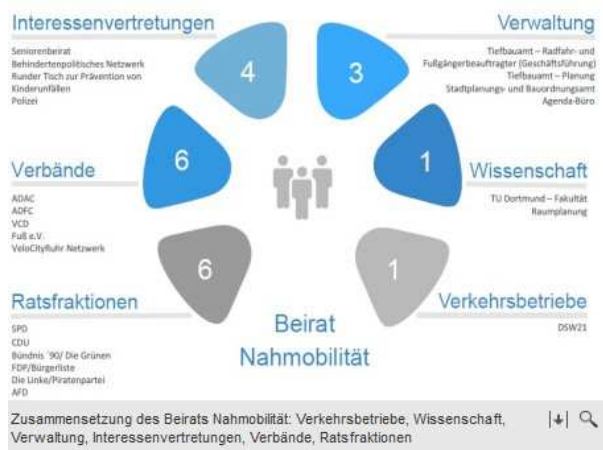 Interessenvertretungen
Seniorenbeirat
Behindertenpolitisches Netzwerk
Runder Tisch zur Prävention von
Kinderunfällen
Polizei
4
Verwaltung
Tiefbauamt – Radfahr- und
Fußgängerbeauftragter (Geschäftsführung)
Tiefbauamt – Planung
Stadtplanungs- und Bauordnungsamt
Agenda-Büro
3
Verbände
ADAC
ADFC
VCD
Fuß e.V.
VeloCityRuhr Netzwerk
6
Wissenschaft
TU Dortmund – Fakultät
Raumplanung
1
Ratsfraktionen
SPD
CDU
Bündnis ´90/ Die Grünen
FDP/Bürgerliste
Die Linke/Piratenpartei
AFD
6
Verkehrsbetriebe
DSW21
1
Beirat
Nahmobilität
Zusammensetzung des Beirats Nahmobilität: Verkehrsbetriebe, Wissenschaft,
Verwaltung, Interessenvertretungen, Verbände, Ratsfraktionen